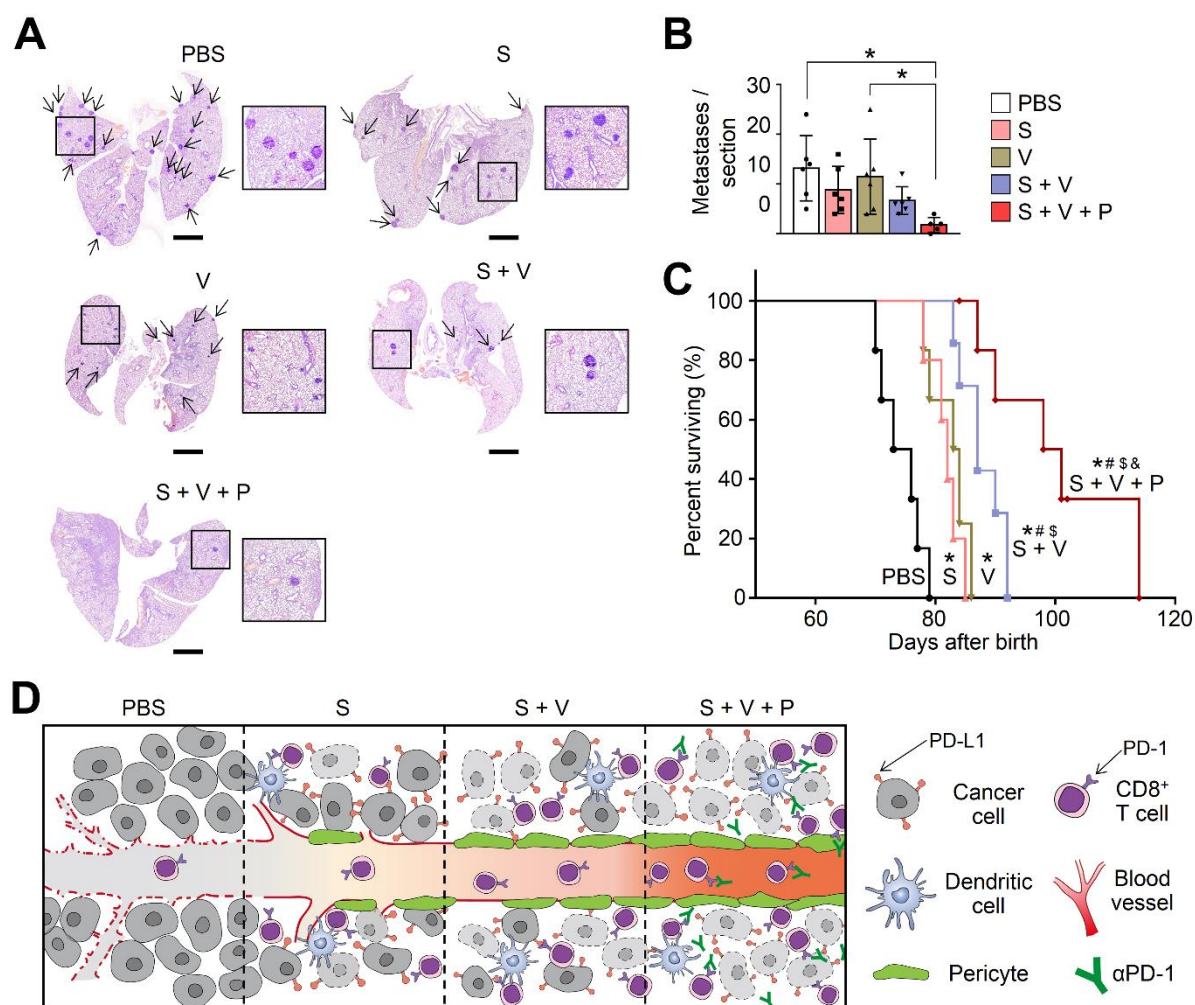 A
PBS
S
V
S + V
S + V + P
B
Metastases /
section
30
20
10
0
*
*
PBS
S
V
S + V
S + V + P
C
Percent surviving (%)
100
80
60
40
20
0
60
80
100
120
Days after birth
PBS
*
S
*
V
*#$
S + V
*#$&
S + V + P
D
PBS
S
S + V
S + V + P
PD-L1
Cancer
cell
PD-1
CD8⁺
T cell
Dendritic
cell
Blood
vessel
Pericyte
αPD-1